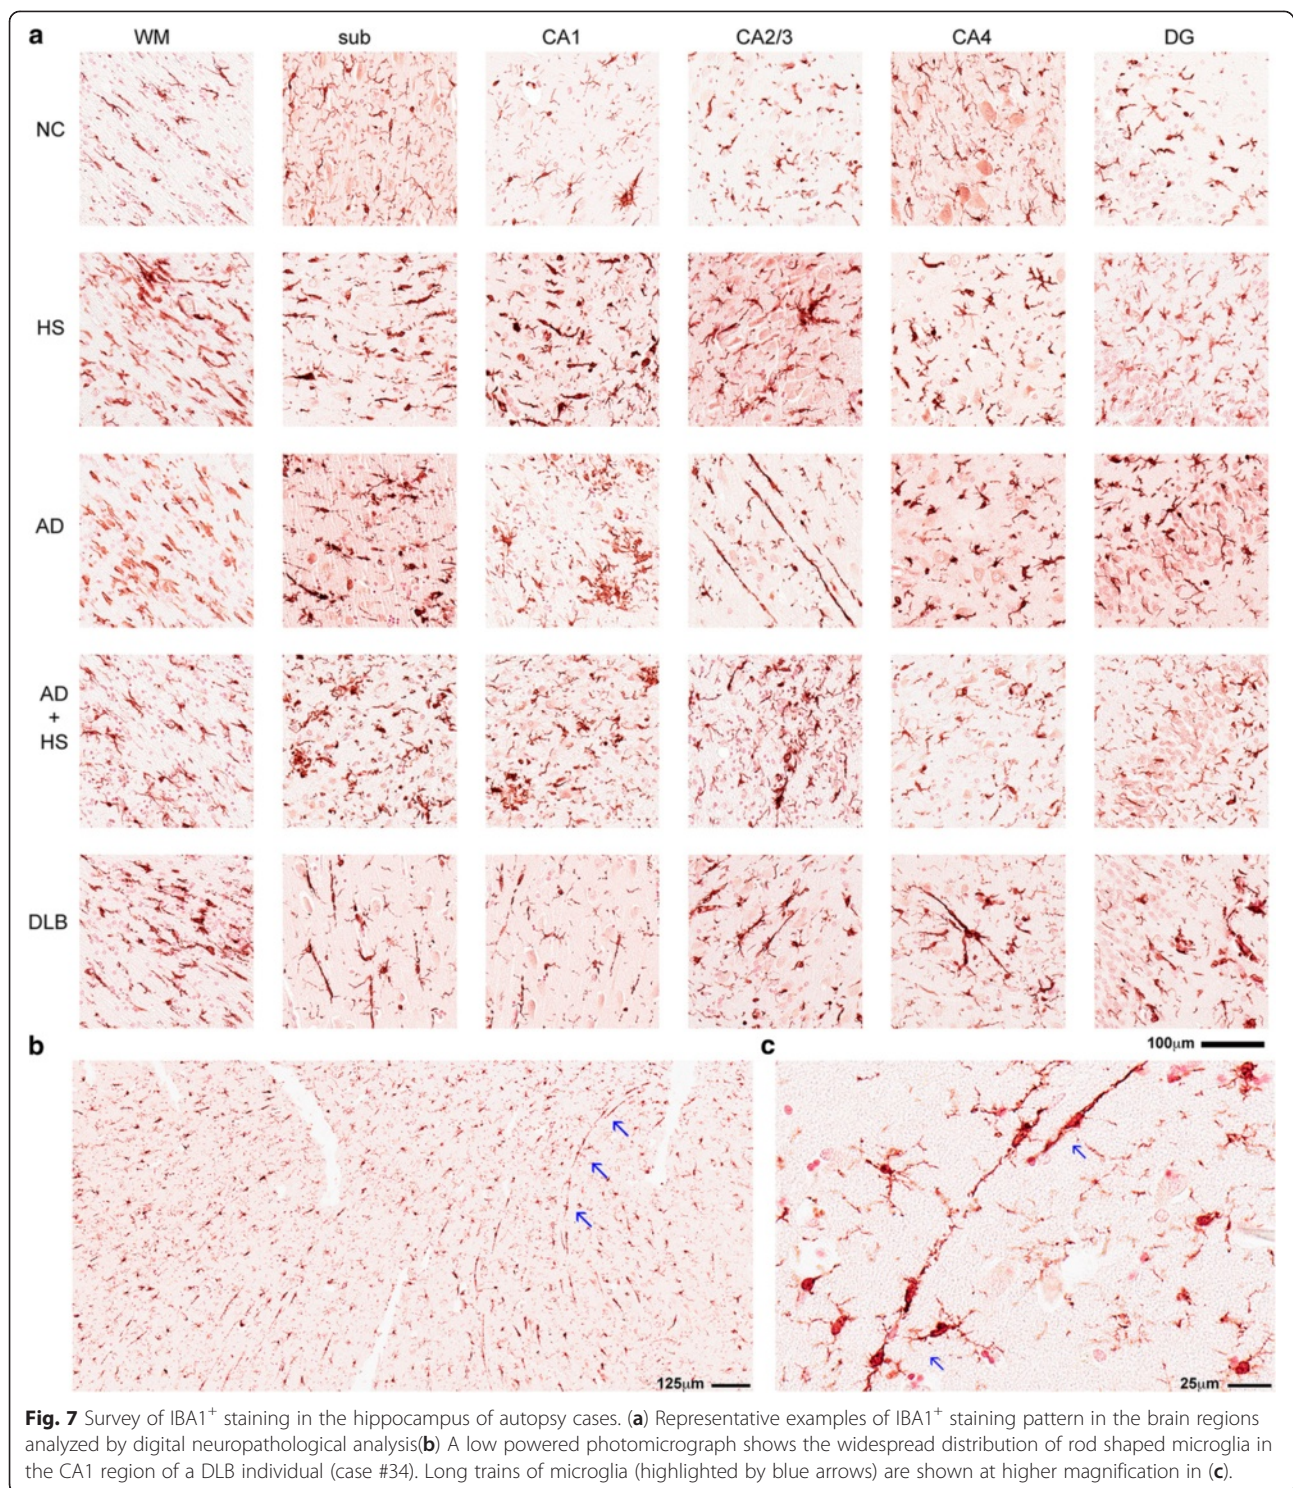 a
WM sub CA1 CA2/3 CA4 DG
NC
HS
AD
AD
+
HS
DLB
100μm
b
c
125μm
25μm
Fig. 7 Survey of IBA1⁺ staining in the hippocampus of autopsy cases. (a) Representative examples of IBA1⁺ staining pattern in the brain regions
analyzed by digital neuropathological analysis(b) A low powered photomicrograph shows the widespread distribution of rod shaped microglia in
the CA1 region of a DLB individual (case #34). Long trains of microglia (highlighted by blue arrows) are shown at higher magnification in (c).